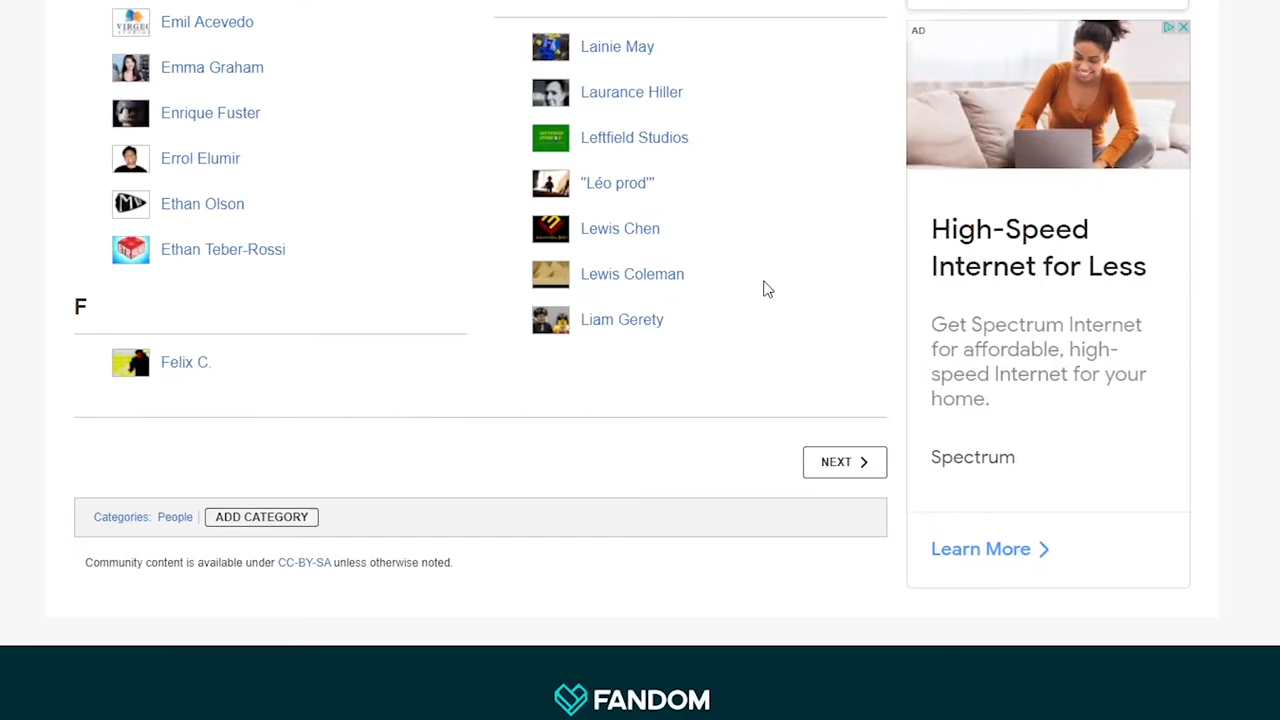 Emil Acevedo
Emma Graham
Enrique Fuster
Errol Elumir
Ethan Olson
Ethan Teber-Rossi
F
Felix C.
Lainie May
Laurance Hiller
Leftfield Studios
"Léo prod'"
Lewis Chen
Lewis Coleman
Liam Gerety
NEXT
Categories: People
ADD CATEGORY
Community content is available under CC-BY-SA unless otherwise noted.
AD
High-Speed
Internet for Less
Get Spectrum Internet
for affordable, high-
speed Internet for your
home.
Spectrum
Learn More
FANDOM